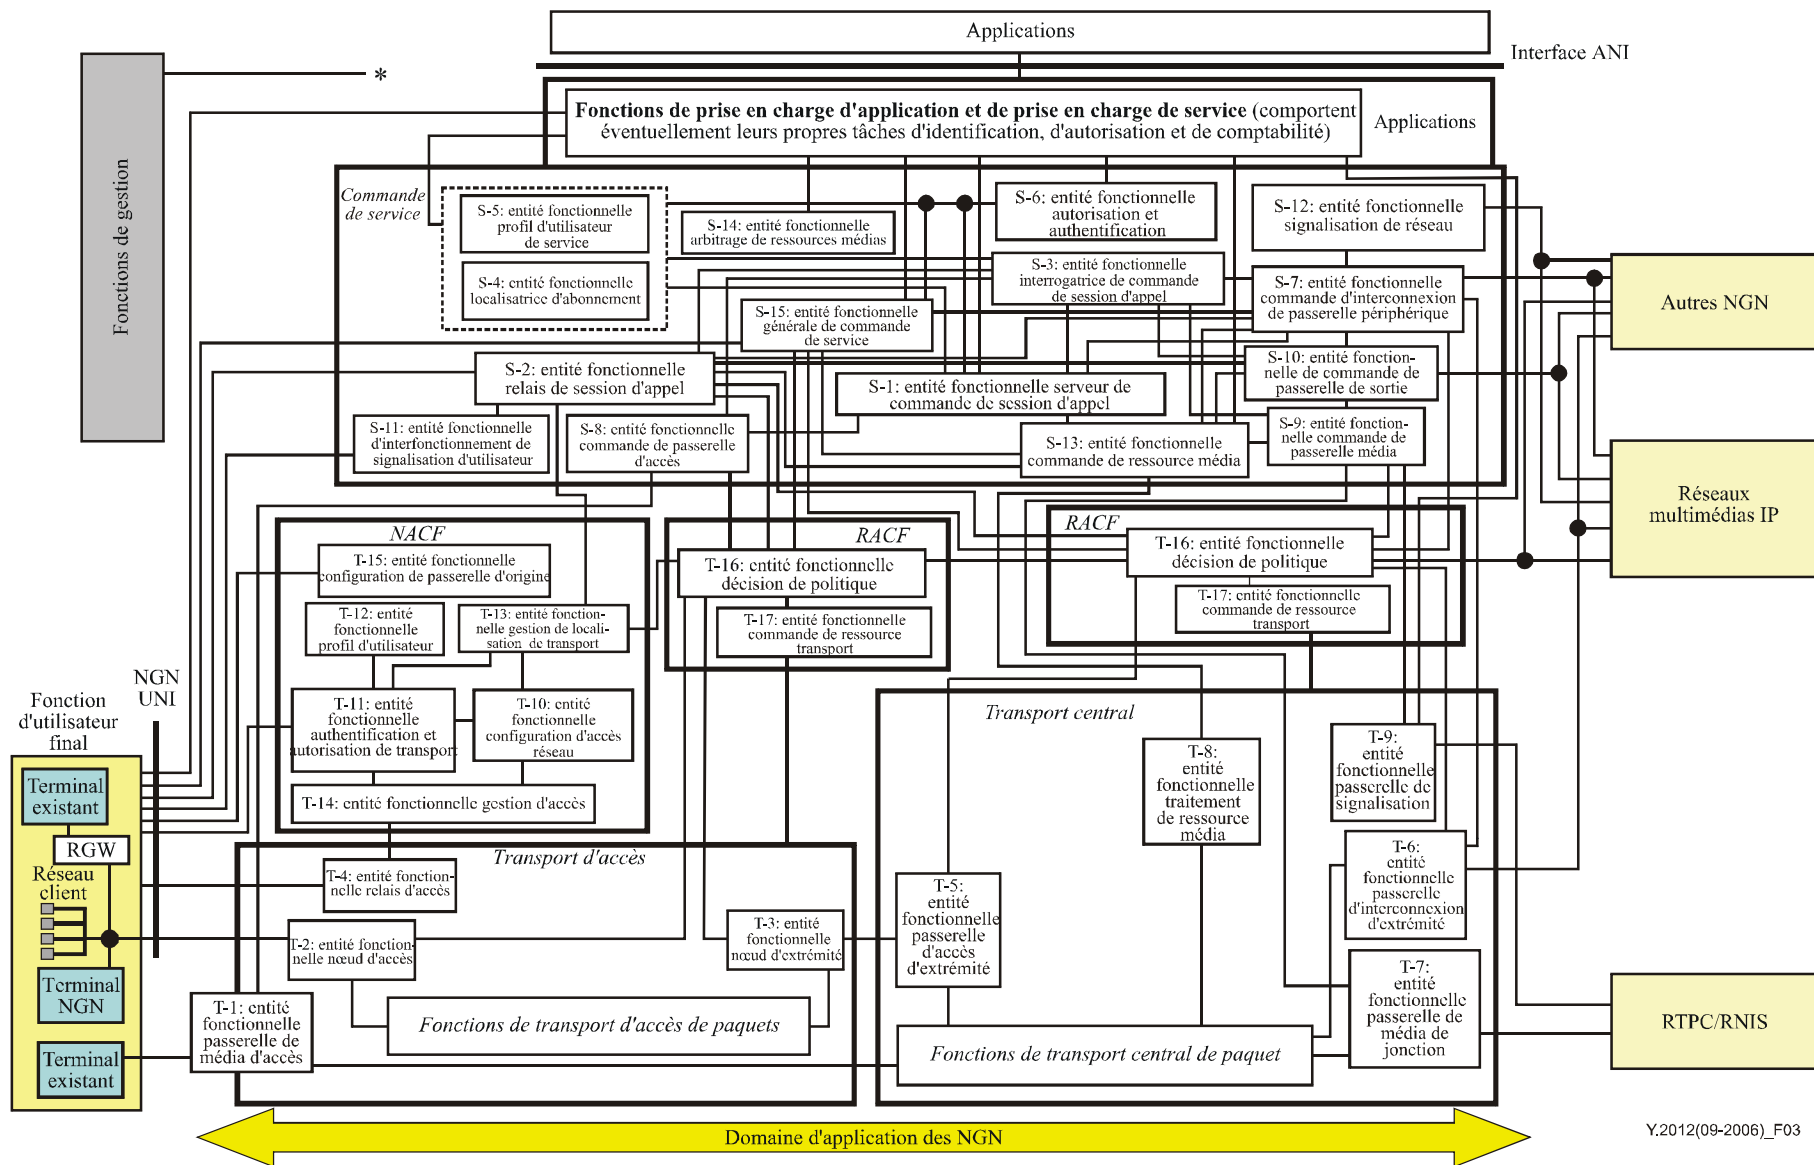 Applications
Interface ANI
*
Fonctions de gestion
Fonctions de prise en charge d'application et de prise en charge de service (comportent
éventuellement leurs propres tâches d'identification, d'autorisation et de comptabilité)
Applications
Commande
de service
S-5: entité fonctionnelle
profil d'utilisateur
de service
S-14: entité fonctionnelle
arbitrage de ressources médias
S-6: entité
fonctionnelle
autorisation et
authentification
S-12: entité fonctionnelle
signalisation de réseau
S-4: entité fonctionnelle
localisatrice d'abonnement
S-3: entité fonctionnelle
interrogatrice de commande
de session d'appel
S-7: entité fonctionnelle
commande d'interconnexion
de passerelle périphérique
Autres NGN
S-15: entité fonctionnelle
générale de commande
de service
S-2: entité fonctionnelle
relais de session d'appel
S-1: entité fonctionnelle serveur de
commande de session d'appel
S-10: entité fonction-
nelle de commande de
passerelle de sortie
S-11: entité fonctionnelle
d'interfonctionnement de
signalisation d'utilisateur
S-8: entité fonctionnelle
commande de passerelle
d'accès
S-13: entité fonctionnelle
commande de ressource média
S-9: entité fonction-
nelle commande de
passerelle média
Réseaux
multimédias IP
NACF
T-15: entité fonctionnelle
configuration de passerelle d'origine
T-12: entité
fonctionnelle
profil d'utilisateur
T-13: entité fonction-
nelle gestion de locali-
sation de transport
T-11: entité
fonctionnelle
authentification et
autorisation de transport
T-10: entité
fonctionnelle
configuration d'accès
réseau
T-14: entité fonctionnelle gestion d'accès
RACF
T-16: entité fonctionnelle
décision de politique
T-17: entité fonctionnelle
commande de ressource
transport
RACF
T-16: entité fonctionnelle
décision de politique
T-17: entité fonctionnelle
commande de ressource
transport
NGN
UNI
Fonction
d'utilisateur
final
Terminal
existant
RGW
Réseau
client
Terminal
NGN
Terminal
existant
Transport d'accès
T-4: entité fonction-
nelle relais d'accès
T-2: entité fonction-
nelle nœud d'accès
T-3: entité
fonctionnelle
nœud d'extrémité
T-1: entité
fonctionnelle
passerelle de
média d'accès
Fonctions de transport d'accès de paquets
Transport central
T-5:
entité
fonctionnelle
passerelle
d'accès
d'extrémité
T-8:
entité
fonctionnelle
traitement
de ressource
média
T-9:
entité
fonctionnelle
passerelle de
signalisation
T-6:
entité
fonctionnelle
passerelle
d'interconnexion
d'extrémité
T-7:
entité
fonctionnelle
passerelle
de média de
jonction
Fonctions de transport central de paquet
RTPC/RNIS
Domaine d'application des NGN
Y.2012(09-2006)_F03